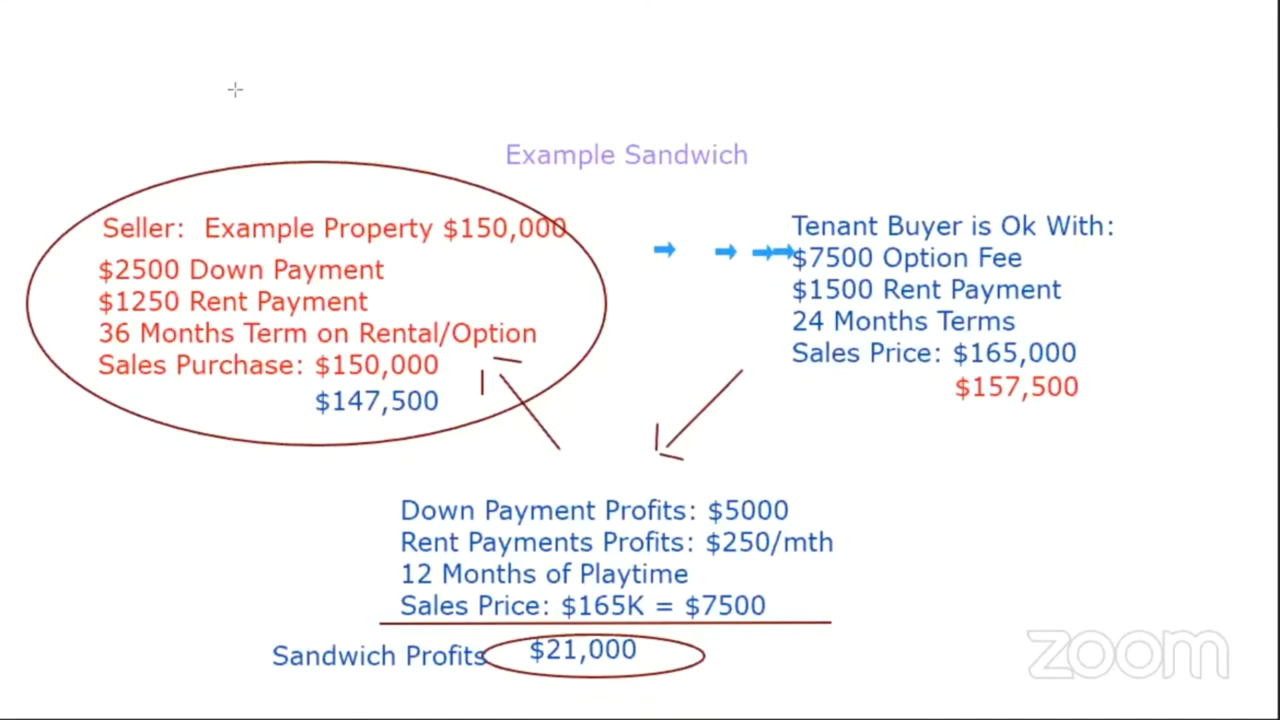 Example Sandwich
Seller:  Example Property $150,000
$2500 Down Payment
$1250 Rent Payment
36 Months Term on Rental/Option
Sales Purchase: $150,000
$147,500
Tenant Buyer is Ok With:
$7500 Option Fee
$1500 Rent Payment
24 Months Terms
Sales Price: $165,000
$157,500
Down Payment Profits: $5000
Rent Payments Profits: $250/mth
12 Months of Playtime
Sales Price: $165K = $7500
Sandwich Profits $21,000
zoom